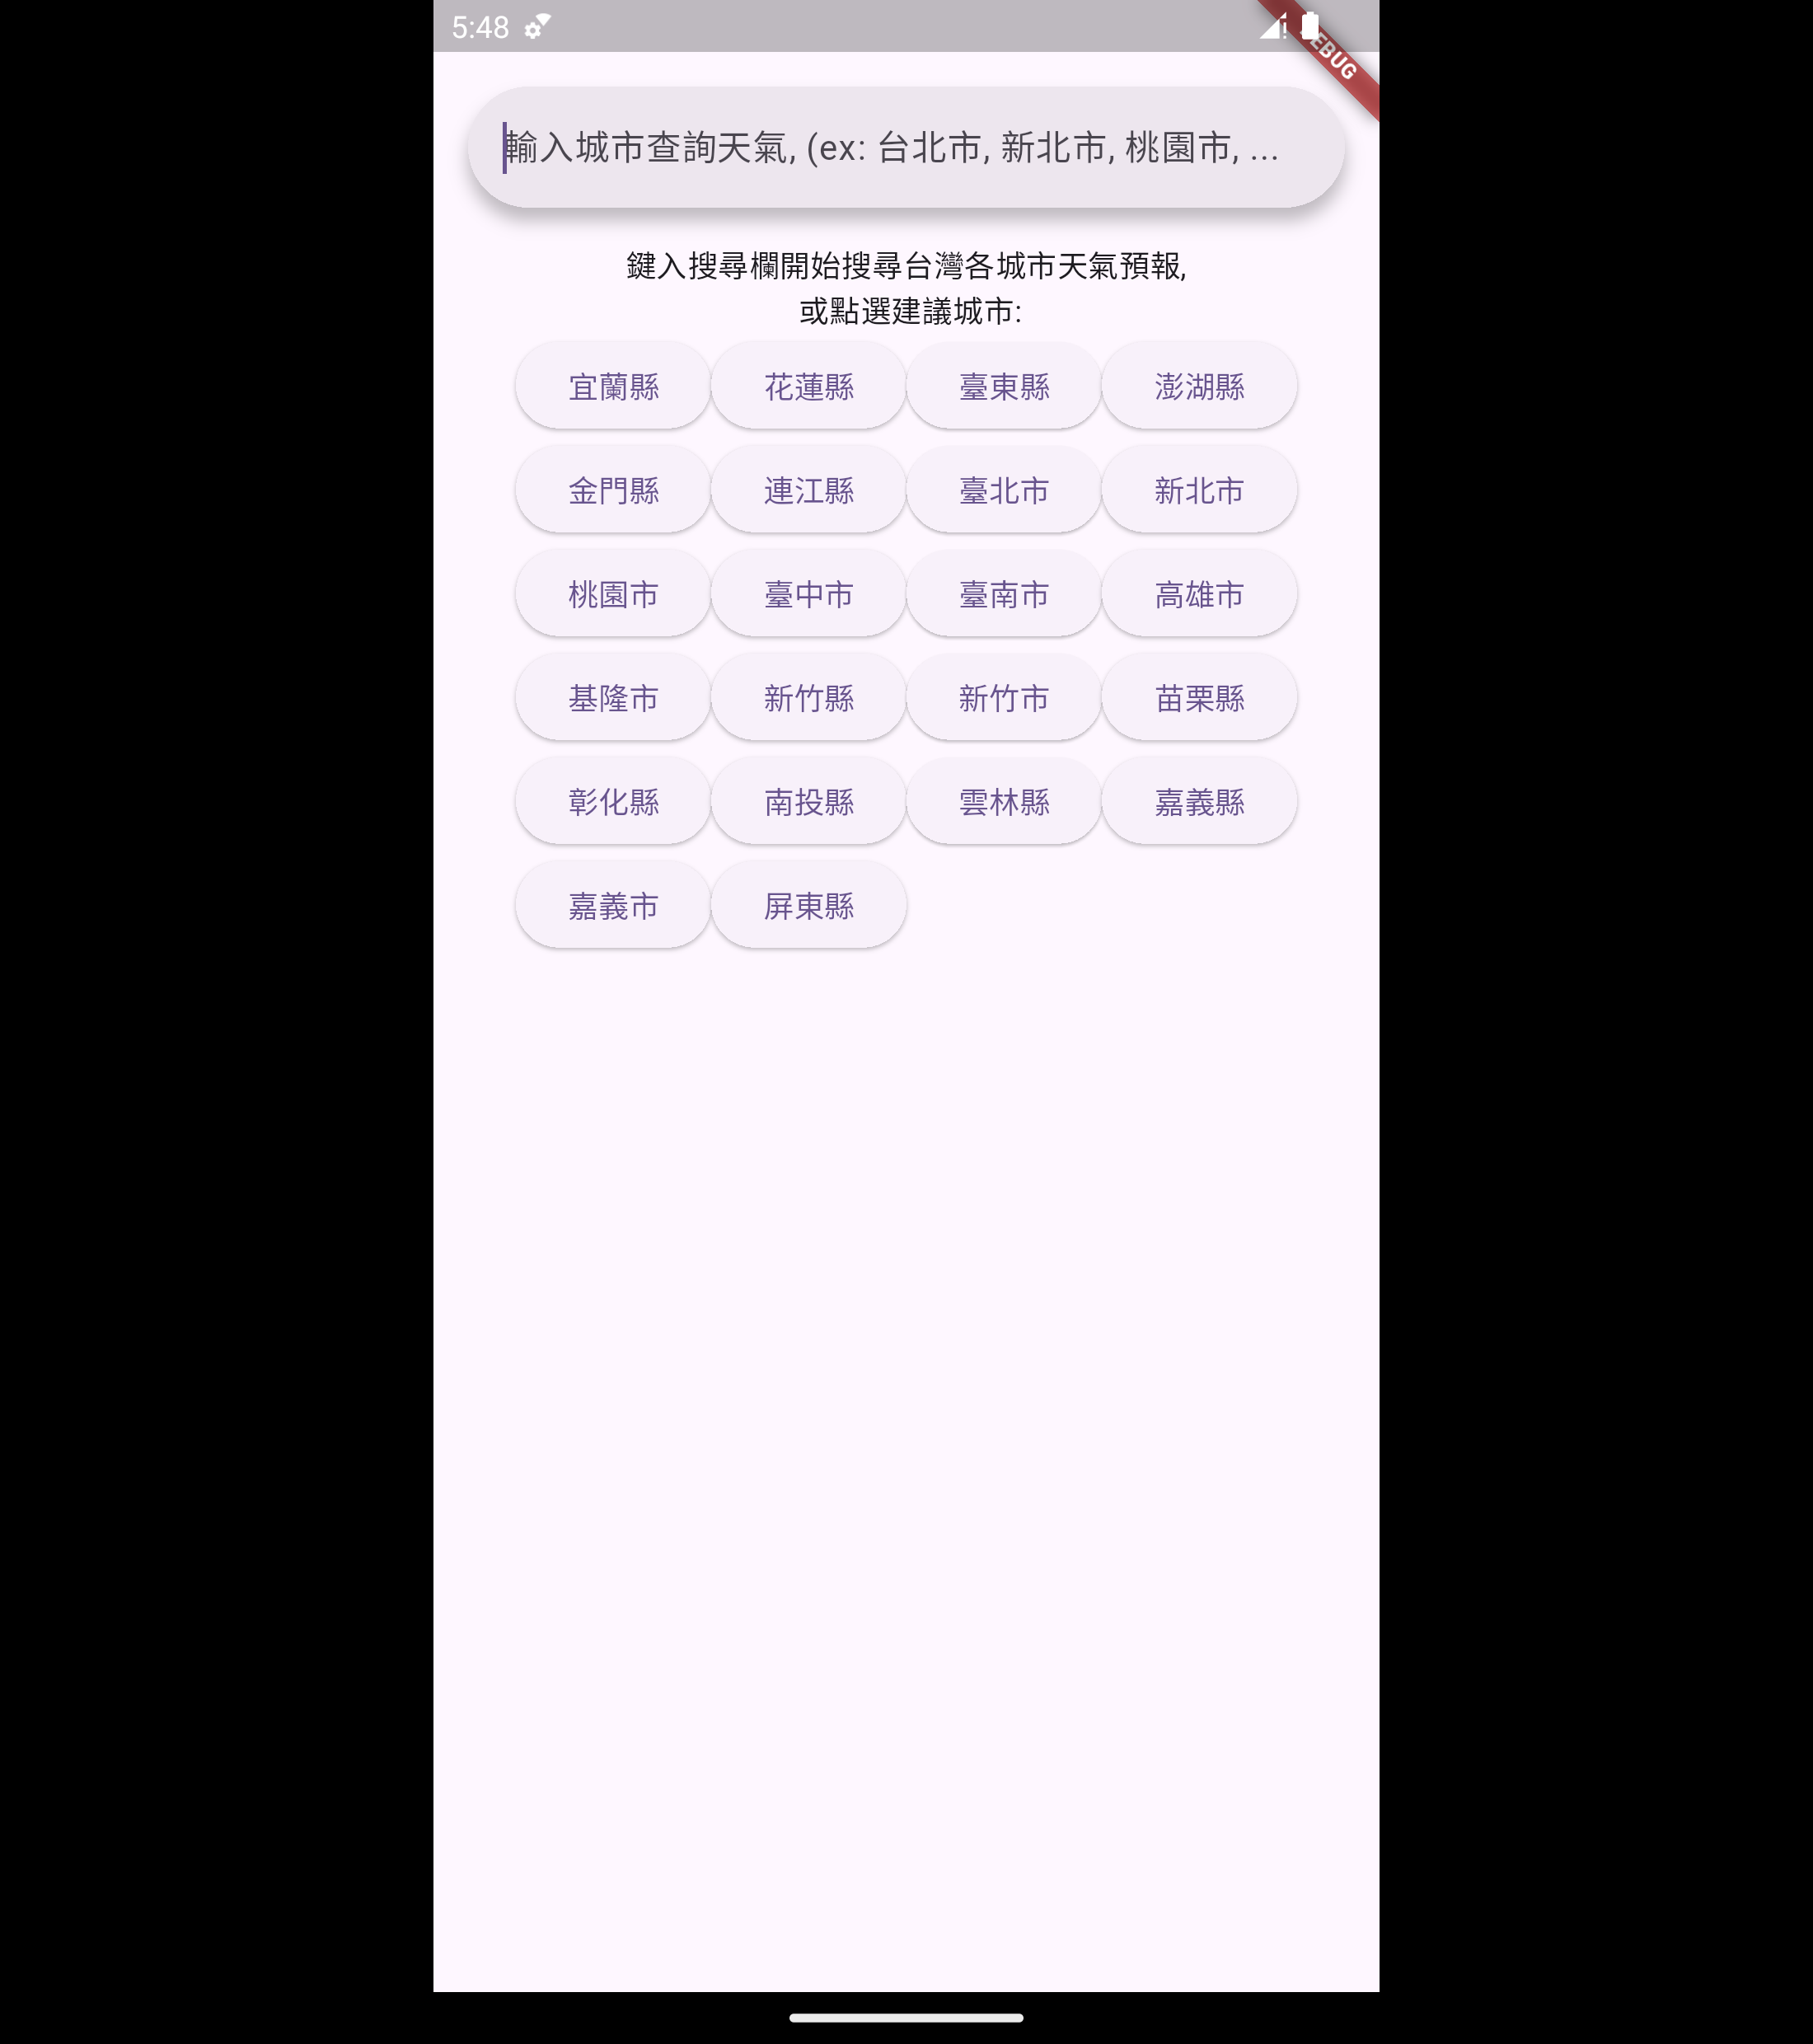 5:48
DEBUG
輸入城市查詢天氣, (ex: 台北市, 新北市, 桃園市, ...
鍵入搜尋欄開始搜尋台灣各城市天氣預報,
或點選建議城市:
宜蘭縣 花蓮縣 臺東縣 澎湖縣
金門縣 連江縣 臺北市 新北市
桃園市 臺中市 臺南市 高雄市
基隆市 新竹縣 新竹市 苗栗縣
彰化縣 南投縣 雲林縣 嘉義縣
嘉義市 屏東縣